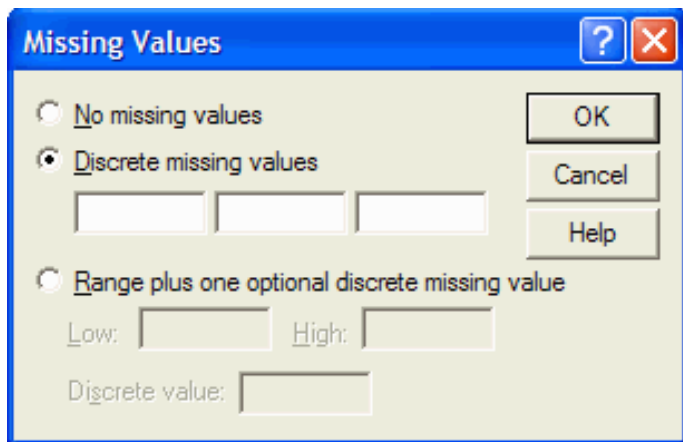 Missing Values
No missing values
OK
Discrete missing values
Cancel
Help
Range plus one optional discrete missing value
Low: High:
Discrete value: